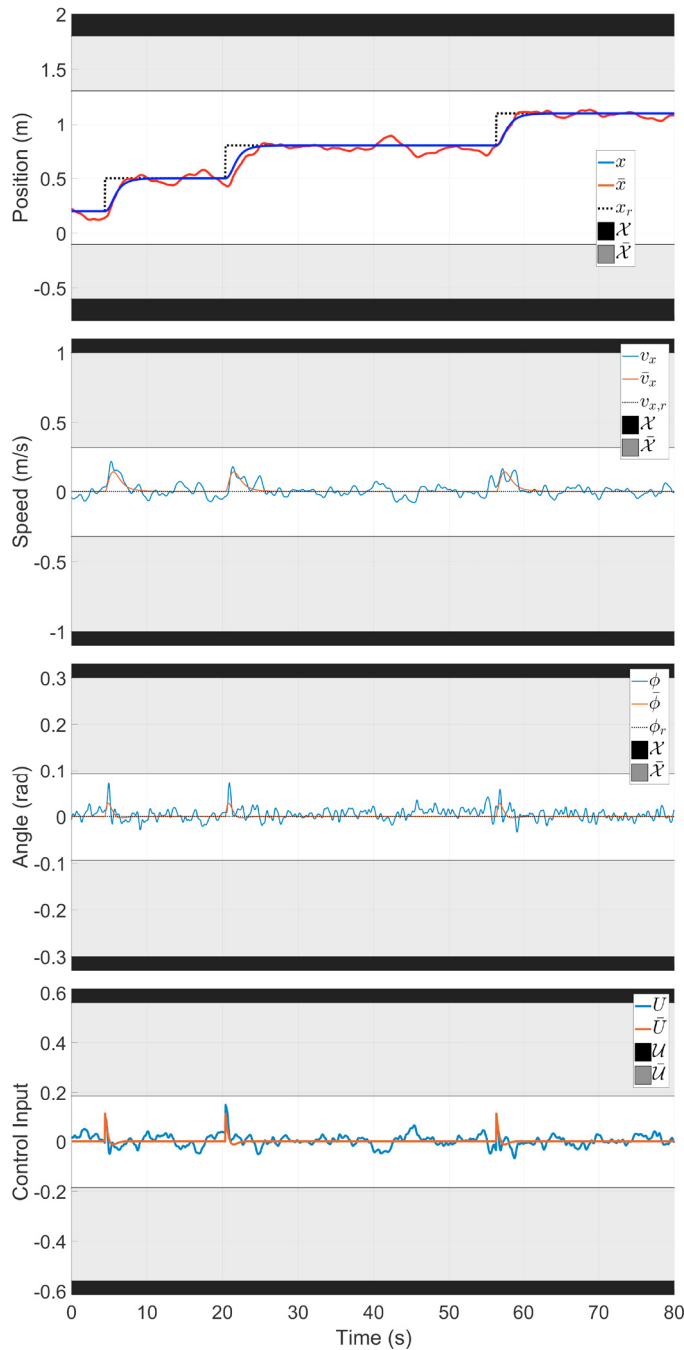 2
1.5
1
0.5
0
-0.5
Position (m)
x
x̄
x_r
𝒳
𝒳̄
1
0.5
0
-0.5
-1
Speed (m/s)
v_x
v̄_x
v_{x,r}
𝒳
𝒳̄
0.3
0.2
0.1
0
-0.1
-0.2
-0.3
Angle (rad)
ϕ
ϕ̄
ϕ_r
𝒳
𝒳̄
0.6
0.4
0.2
0
-0.2
-0.4
-0.6
Control Input
U
Ū
𝒰
𝒰̄
0 10 20 30 40 50 60 70 80
Time (s)